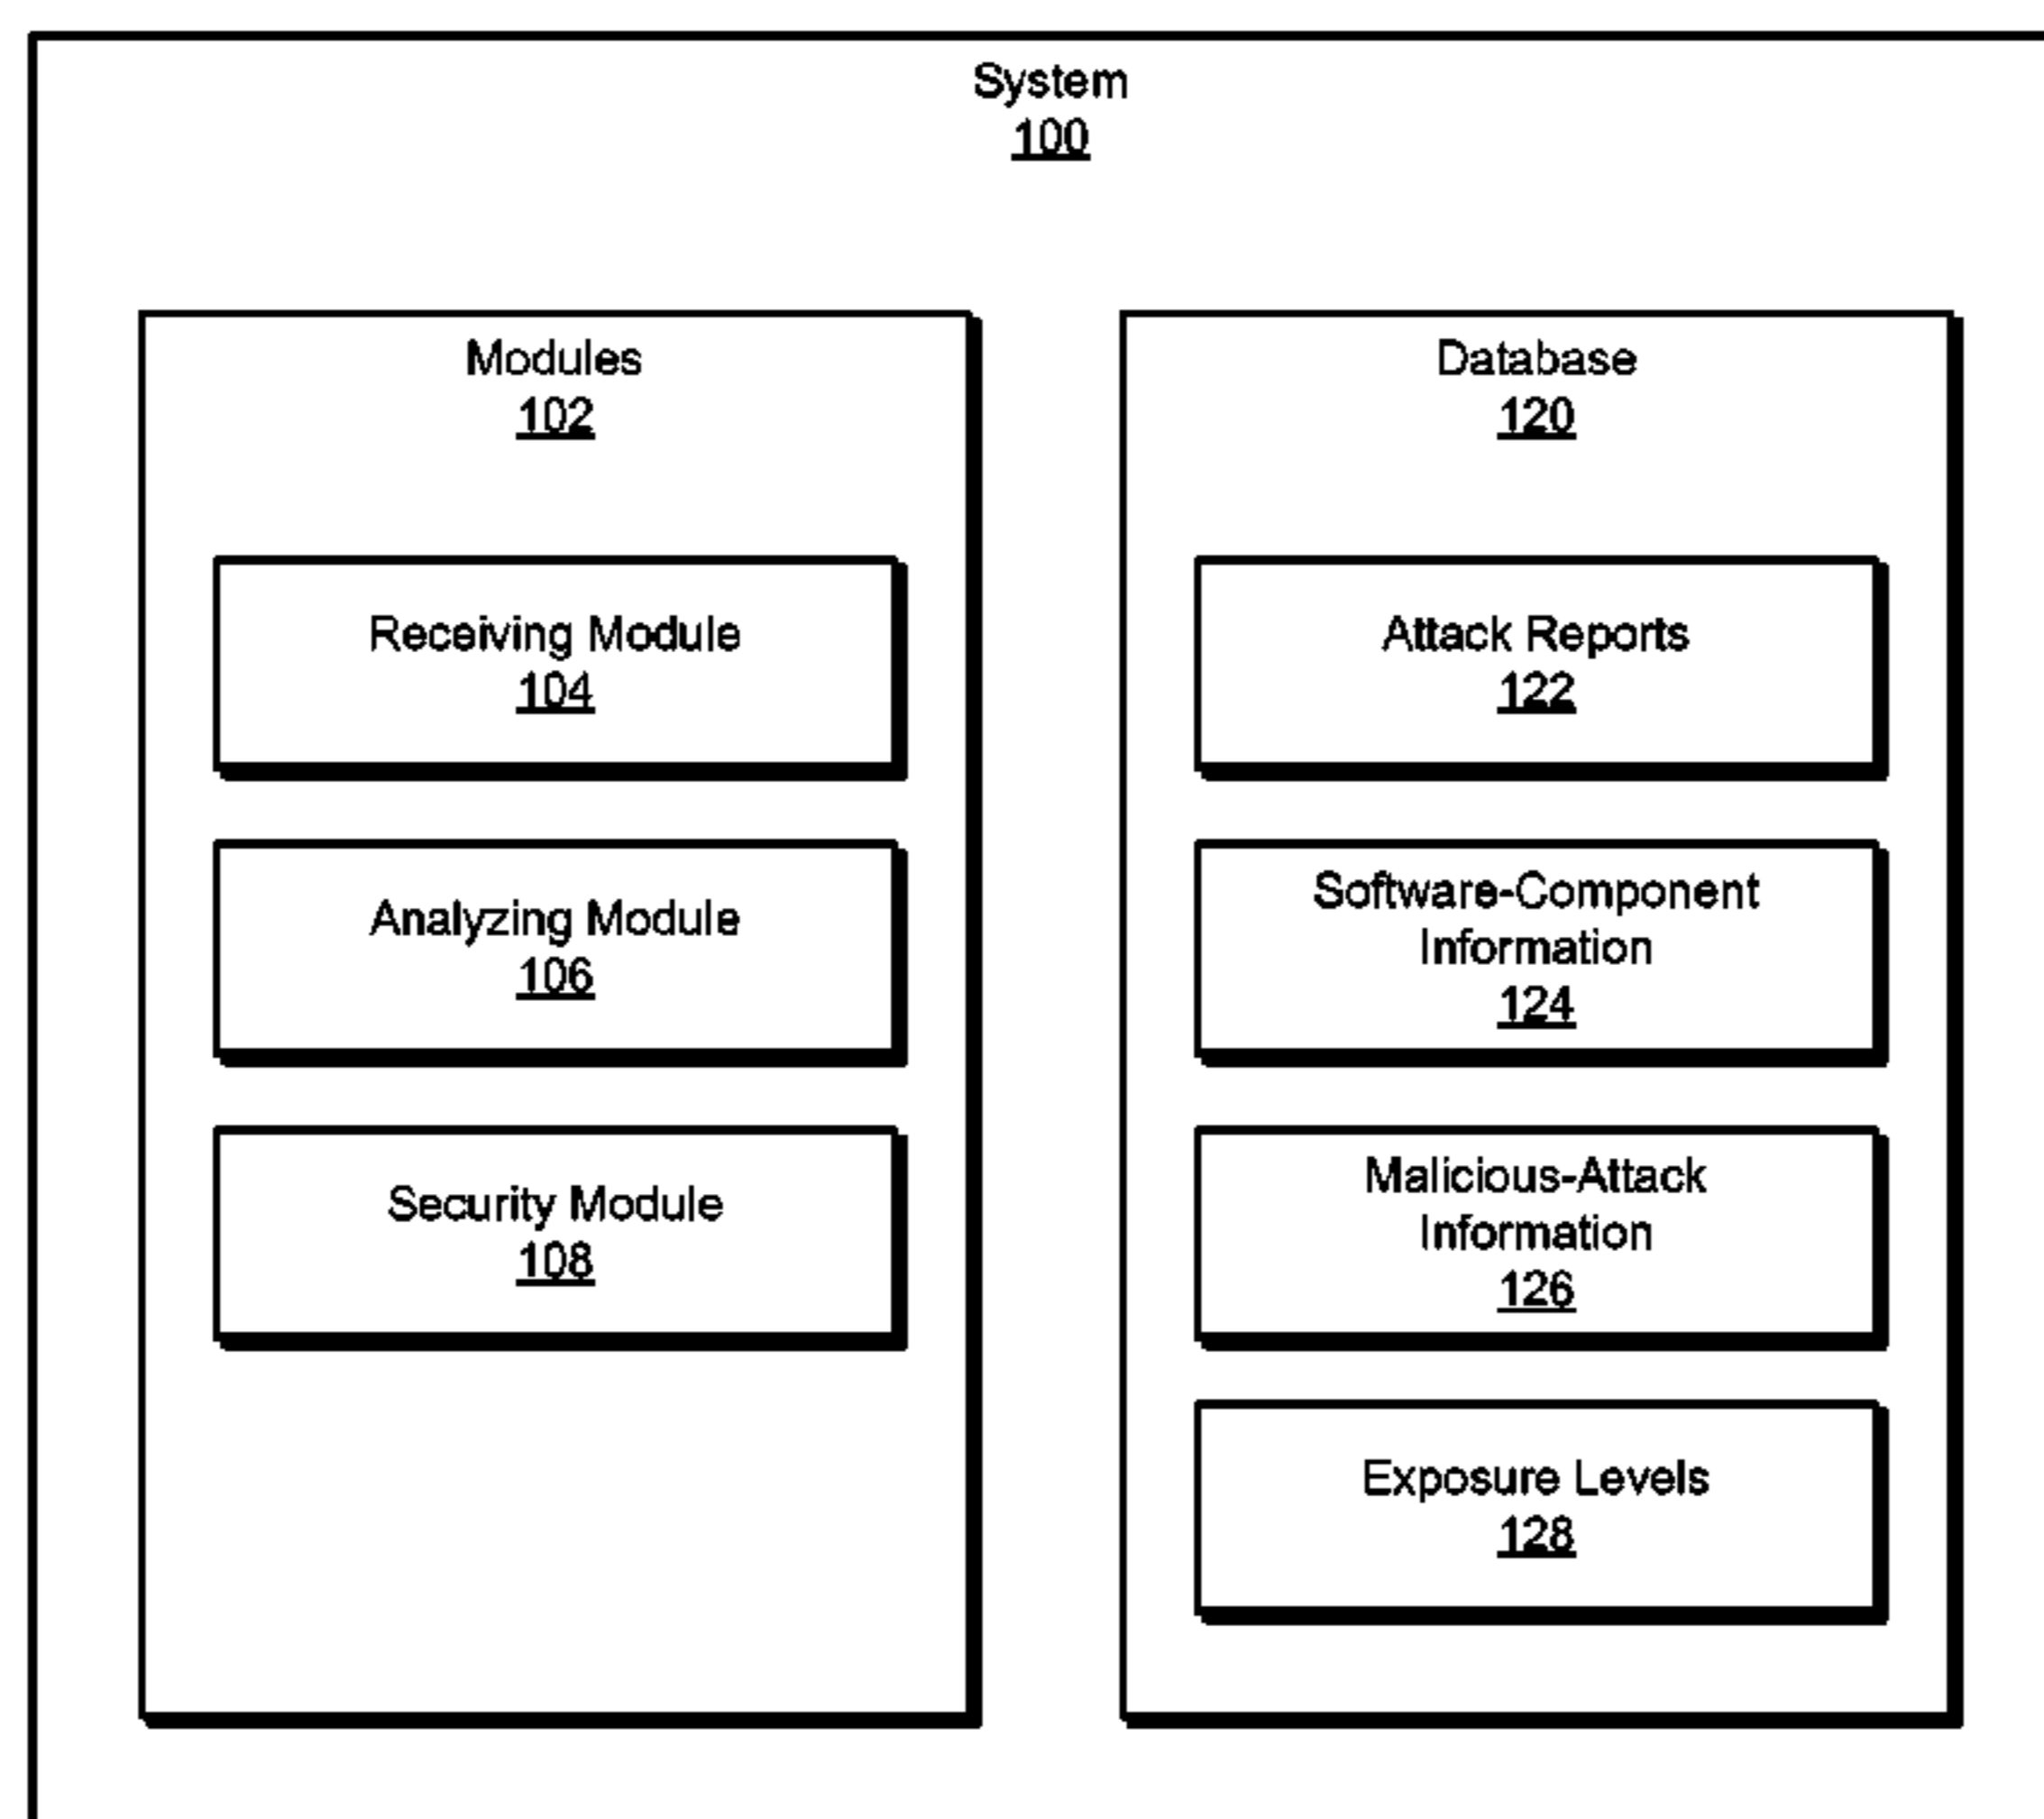 System
100
Modules
102
Receiving Module
104
Analyzing Module
106
Security Module
108
Database
120
Attack Reports
122
Software-Component
Information
124
Malicious-Attack
Information
126
Exposure Levels
128